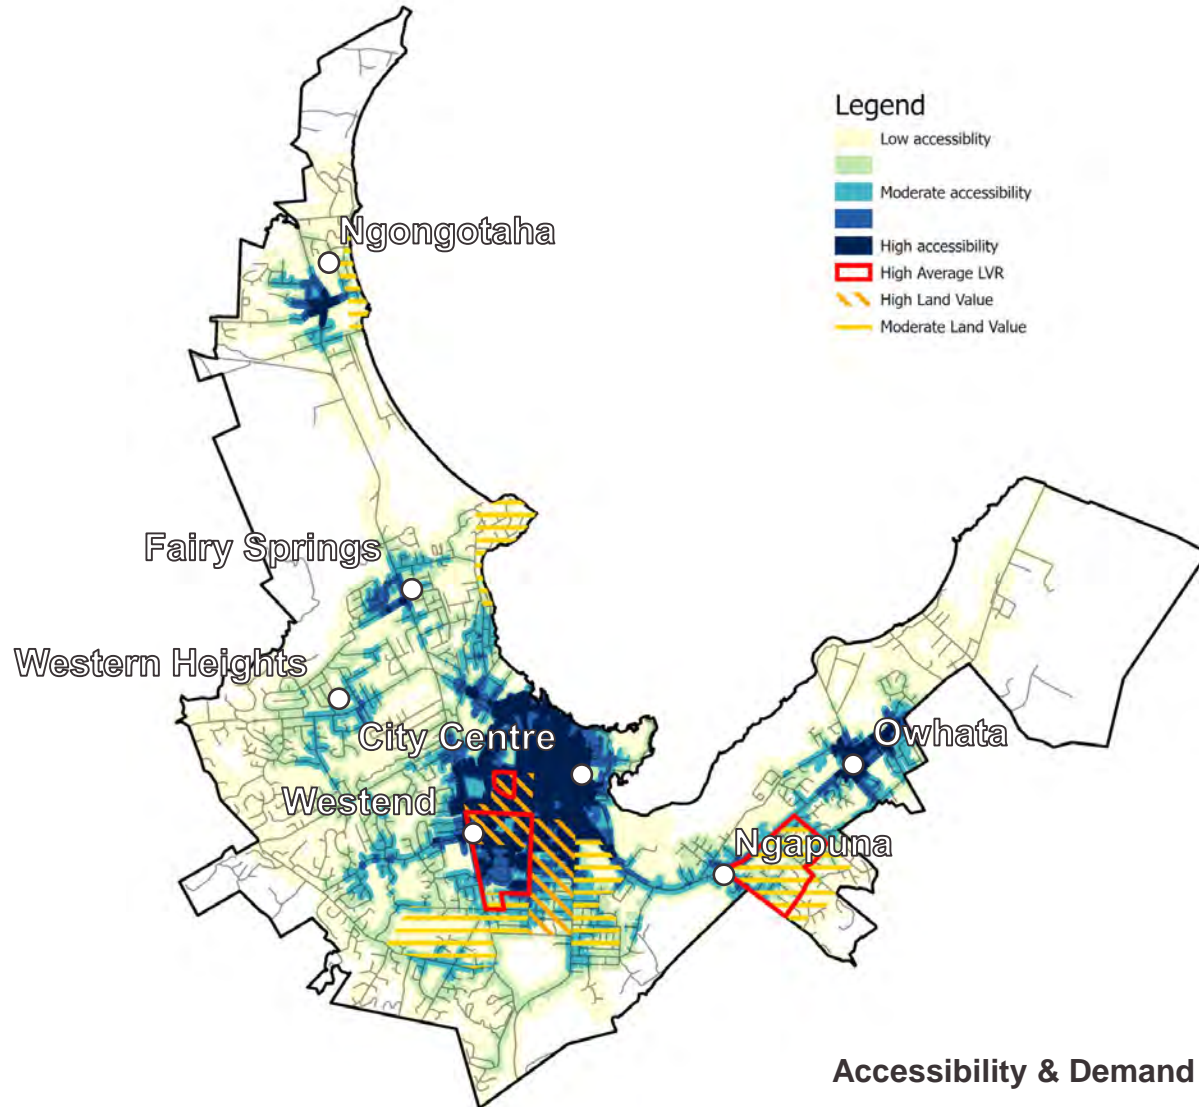 Legend
Low accessiblity
Moderate accessibility
High accessibility
High Average LVR
High Land Value
Moderate Land Value
Ngongotaha
Fairy Springs
Western Heights
City Centre
Owhata
Westend
Ngapuna
Accessibility & Demand